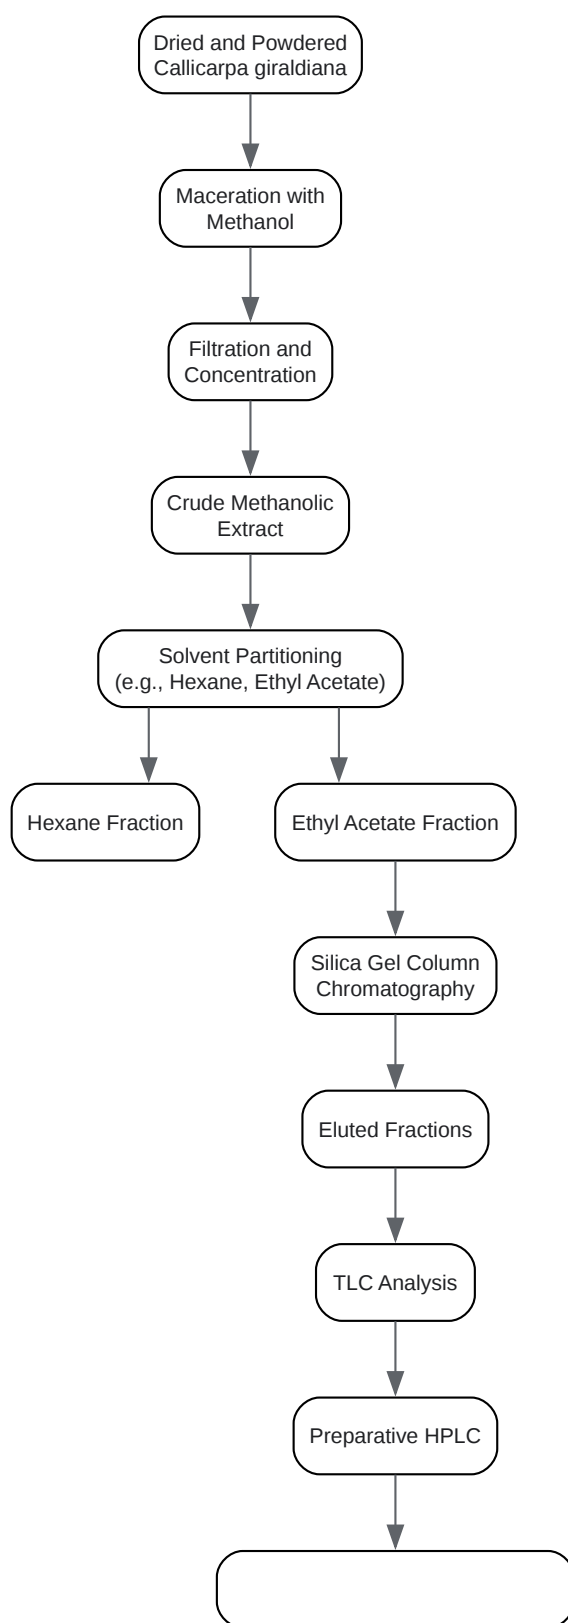 Dried and Powdered
Callicarpa giraldiana
Maceration with
Methanol
Filtration and
Concentration
Crude Methanolic
Extract
Solvent Partitioning
(e.g., Hexane, Ethyl Acetate)
Hexane Fraction
Ethyl Acetate Fraction
Silica Gel Column
Chromatography
Eluted Fractions
TLC Analysis
Preparative HPLC